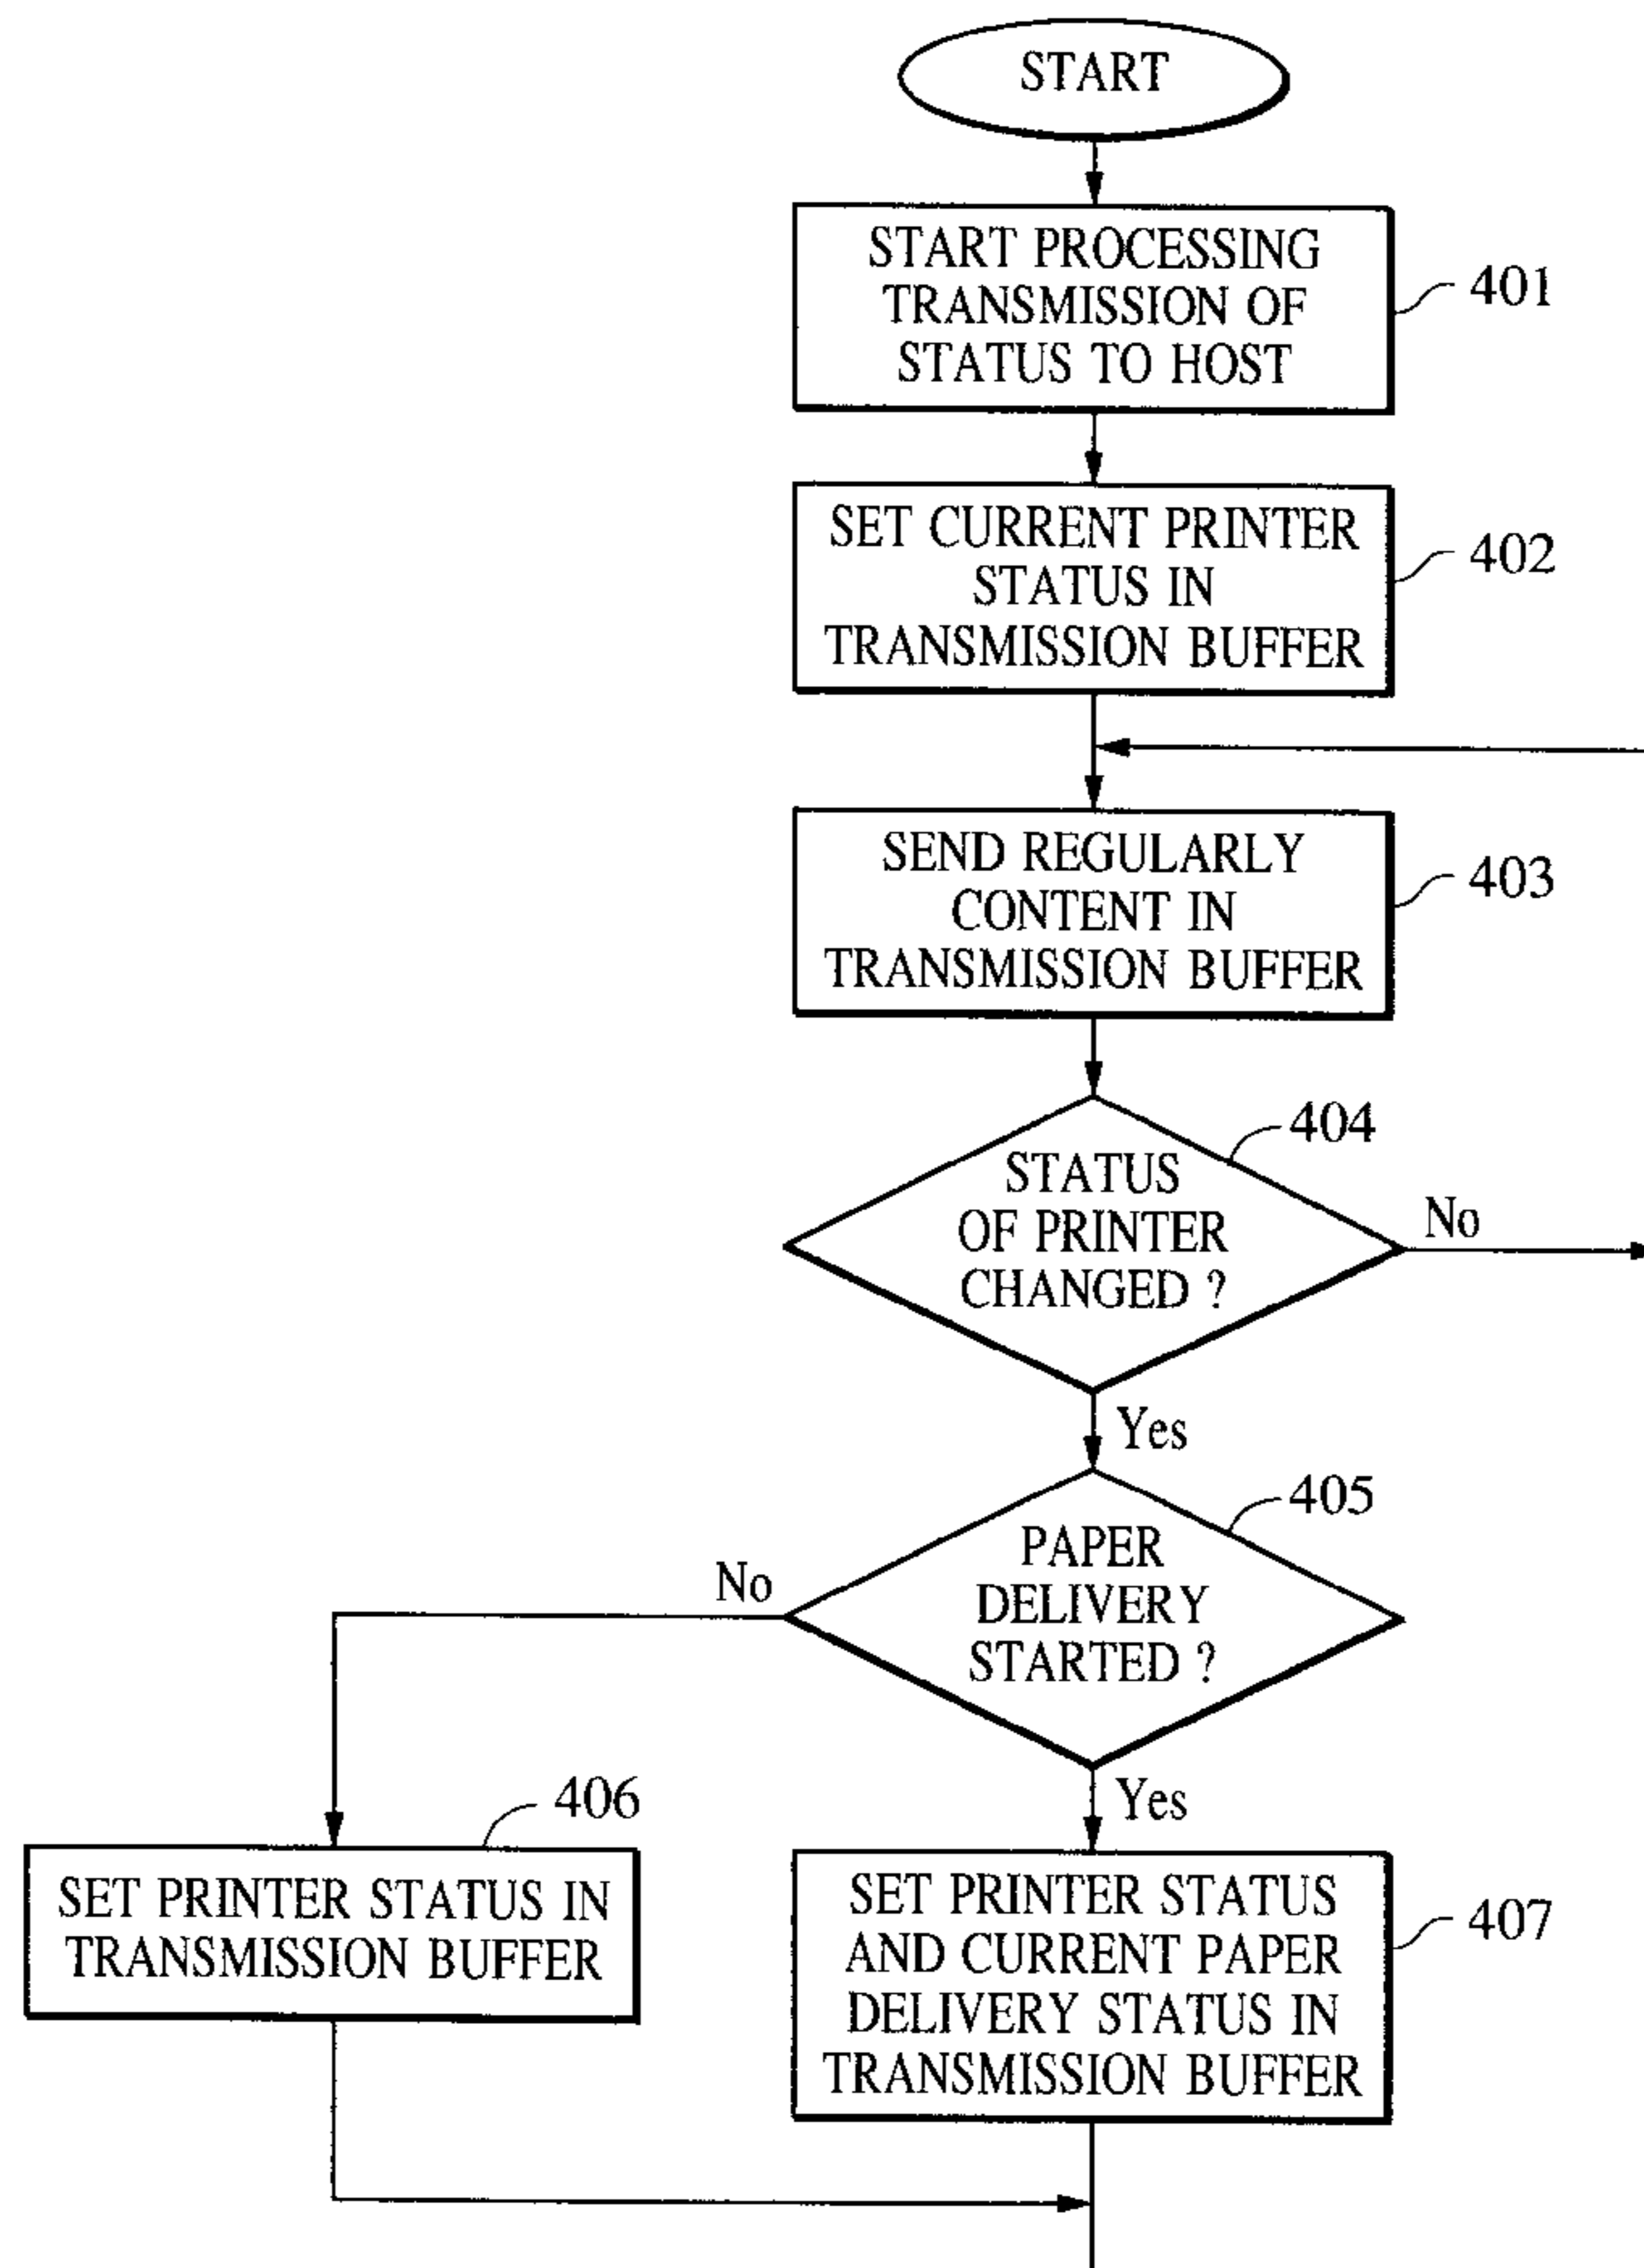 START
START PROCESSING
TRANSMISSION OF
STATUS TO HOST
401
SET CURRENT PRINTER
STATUS IN
TRANSMISSION BUFFER
402
SEND REGULARLY
CONTENT IN
TRANSMISSION BUFFER
403
404
STATUS
OF PRINTER
CHANGED ?
No
Yes
405
PAPER
DELIVERY
STARTED ?
No
Yes
406
SET PRINTER STATUS IN
TRANSMISSION BUFFER
SET PRINTER STATUS
AND CURRENT PAPER
DELIVERY STATUS IN
TRANSMISSION BUFFER
407